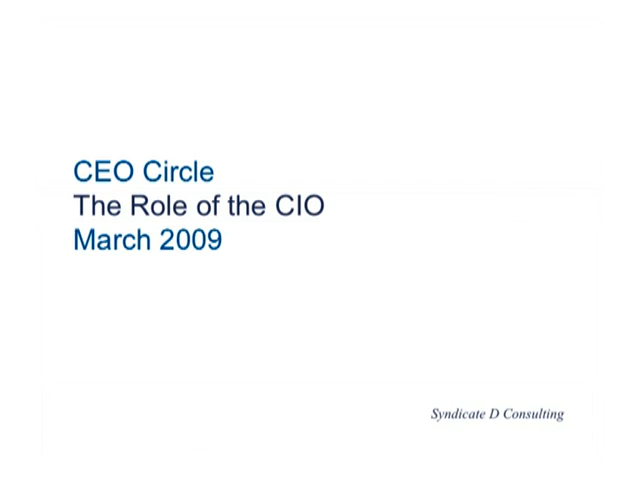 CEO Circle
The Role of the CIO
March 2009
Syndicate D Consulting